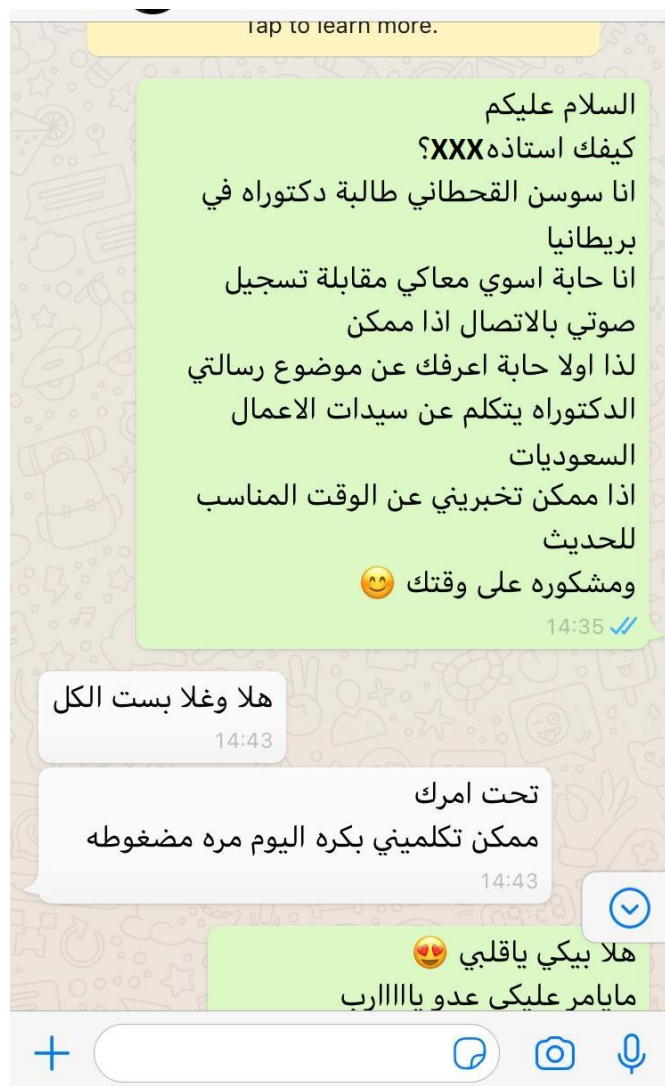 Tap to learn more.
السلام عليكم
كيفك استاذه XXX؟
انا سوسن القحطاني طالبة دكتوراه في
بريطانيا
انا حابة اسوي معاكي مقابلة تسجيل
صوتي بالاتصال اذا ممكن
لذا اولا حابة اعرفك عن موضوع رسالتي
الدكتوراه يتكلم عن سيدات الاعمال
السعوديات
اذا ممكن تخبريني عن الوقت المناسب
للحديث
ومشكوره على وقتك 😊
14:35
هلا وغلا بست الكل
14:43
تحت امرك
ممكن تكلميني بكره اليوم مره مضغوطه
14:43
هلا بيكي ياقلبي 😍
مايامر عليكي عدو يااااارب